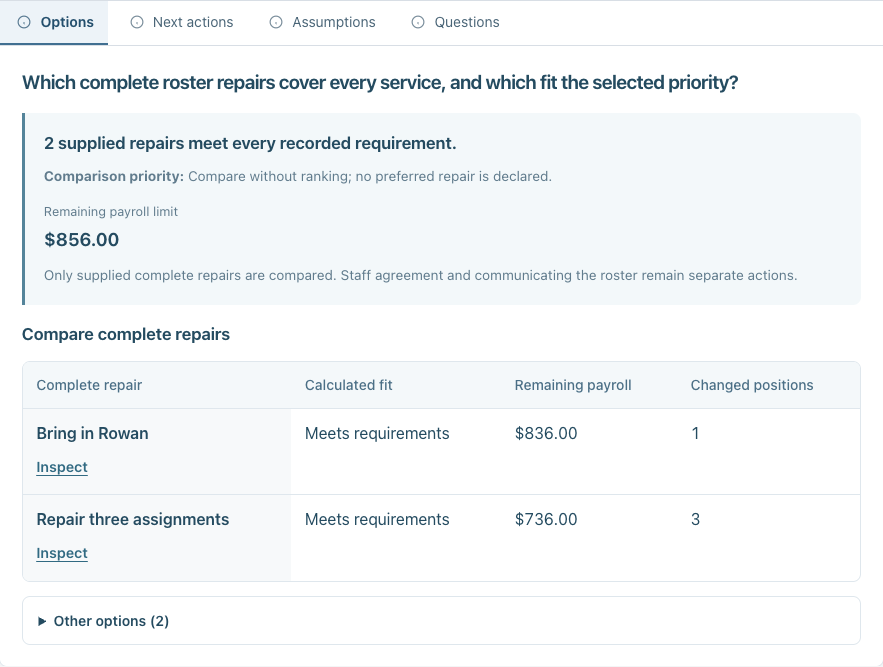 Options
Next actions
Assumptions
Questions
Which complete roster repairs cover every service, and which fit the selected priority?
2 supplied repairs meet every recorded requirement.
Comparison priority: Compare without ranking; no preferred repair is declared.
Remaining payroll limit
$856.00
Only supplied complete repairs are compared. Staff agreement and communicating the roster remain separate actions.
Compare complete repairs
Complete repair Calculated fit Remaining payroll Changed positions
Bring in Rowan Meets requirements $836.00 1
Inspect
Repair three assignments Meets requirements $736.00 3
Inspect
Other options (2)